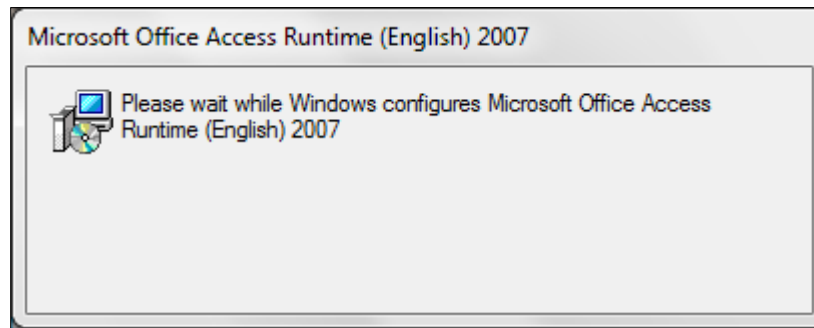 Microsoft Office Access Runtime (English) 2007
Please wait while Windows configures Microsoft Office Access
Runtime (English) 2007